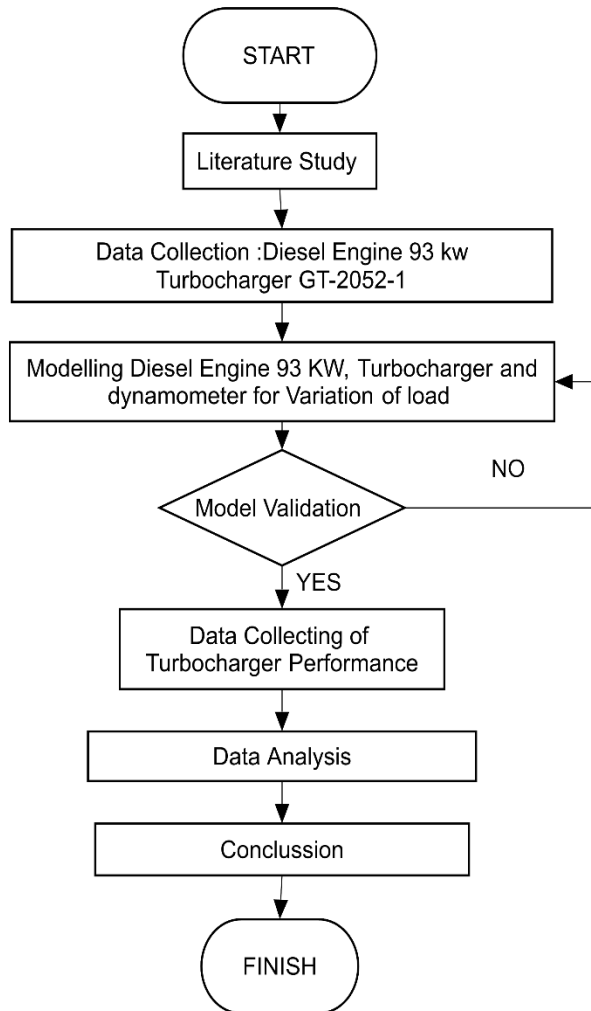 START
Literature Study
Data Collection :Diesel Engine 93 kw
Turbocharger GT-2052-1
Modelling Diesel Engine 93 KW, Turbocharger and
dynamometer for Variation of load
NO
Model Validation
YES
Data Collecting of
Turbocharger Performance
Data Analysis
Conclussion
FINISH